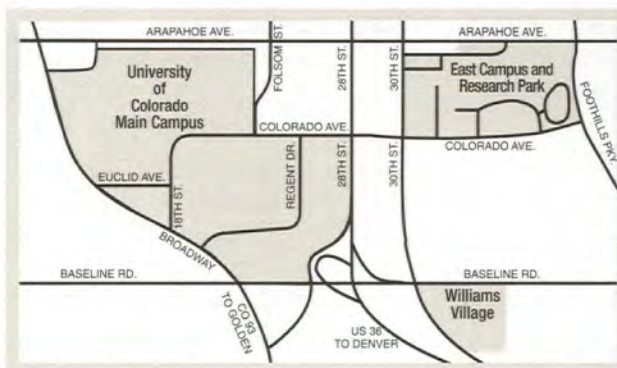 ARAPAHOE AVE.
ARAPAHOE AVE.
University
of
Colorado
Main Campus
FOLSOM ST.
28TH ST.
30TH ST.
East Campus and
Research Park
FOOTHILLS PKY.
COLORADO AVE.
COLORADO AVE.
EUCLID AVE.
18TH ST.
REGENT DR.
28TH ST.
30TH ST.
BROADWAY
BASELINE RD.
BASELINE RD.
CO 93
TO GOLDEN
US 36
TO DENVER
Williams
Village